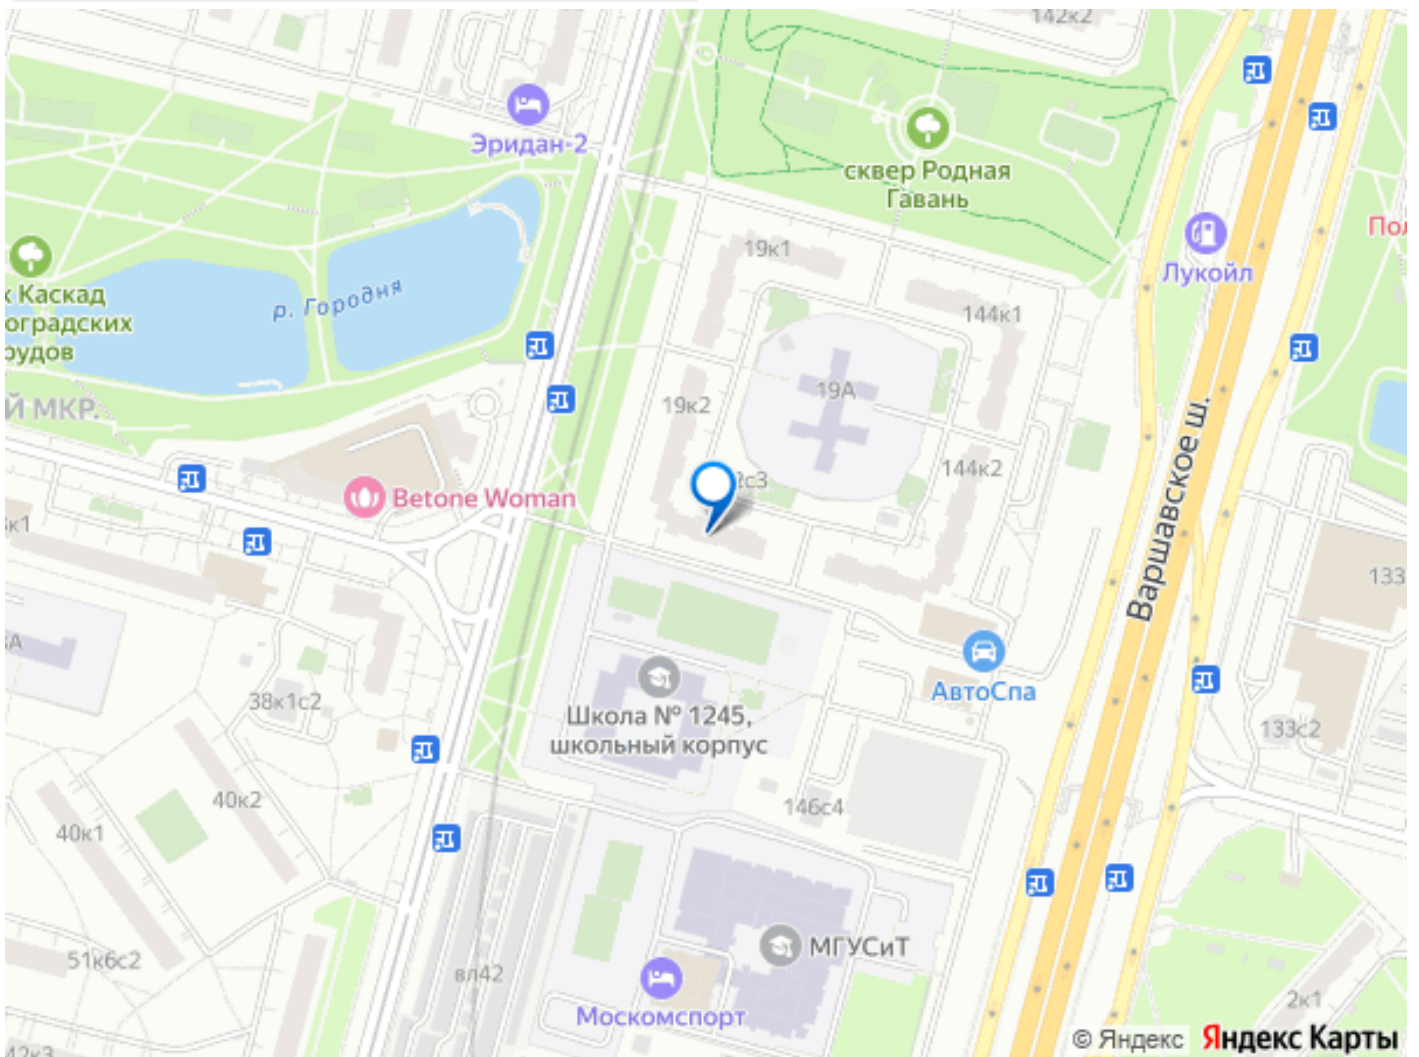 142к2
Эридан-2
сквер Родная
Гавань
Лукойл
19к1
144к1
р. Городня
к Каскад
оградских
рудов
Й МКР.
19А
19к2
144к2
2с3
Варшавское ш.
Betone Woman
к1
133
АвтоСпа
Школа № 1245,
школьный корпус
38к1с2
133с2
40к2
40к1
146с4
51к6с2
вл42
МГУСиТ
Москомспорт
2к1
42к3
© Яндекс Яндекс Карты